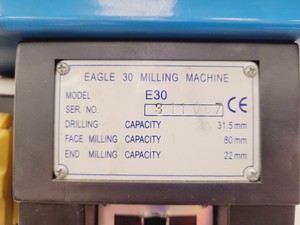 EAGLE 30 MILLING MACHINE
MODEL E30
SER. NO CE
DRILLING CAPACITY 31.5mm
FACE MILLING CAPACITY 80mm
END MILLING CAPACITY 22mm